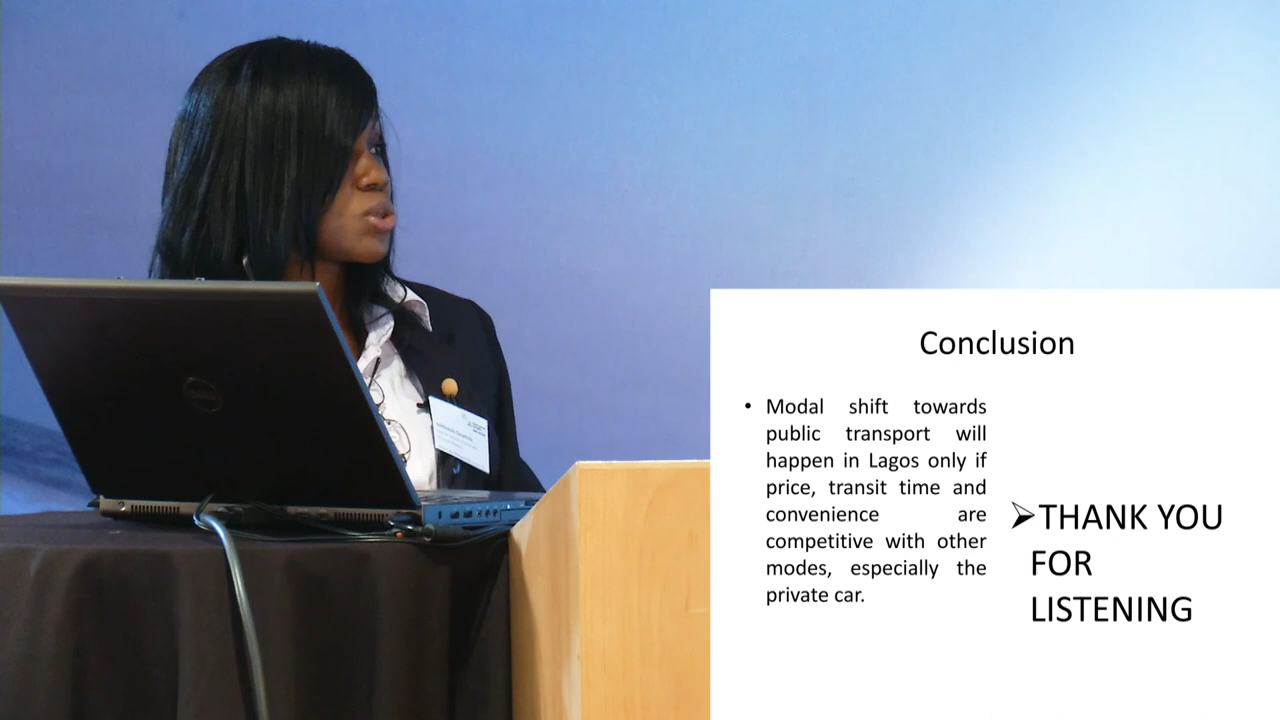 Conclusion
• Modal shift towards
public transport will
happen in Lagos only if
price, transit time and
convenience are
competitive with other
modes, especially the
private car.
➢THANK YOU
FOR
LISTENING